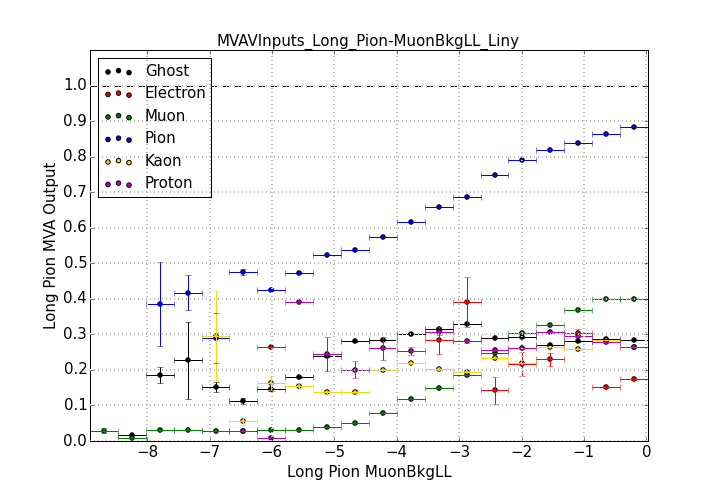 MVAVInputs_Long_Pion-MuonBkgLL_Liny
Ghost
Electron
Muon
Pion
Kaon
Proton
1.0
0.9
0.8
0.7
0.6
0.5
0.4
0.3
0.2
0.1
0.0
Long Pion MVA Output
−8 −7 −6 −5 −4 −3 −2 −1 0
Long Pion MuonBkgLL